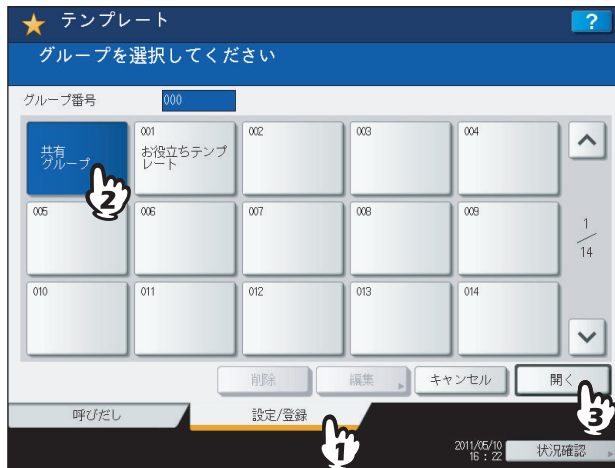 テンプレート
?
グループを選択してください
グループ番号
000
共有
グループ
001
お役立ちテンプ
レート
002
003
004
005
006
007
008
009
1
14
010
011
012
013
014
削除
編集
キャンセル
開く
呼びだし
設定/登録
2011/05/10
16 : 22
状況確認
2
3
1